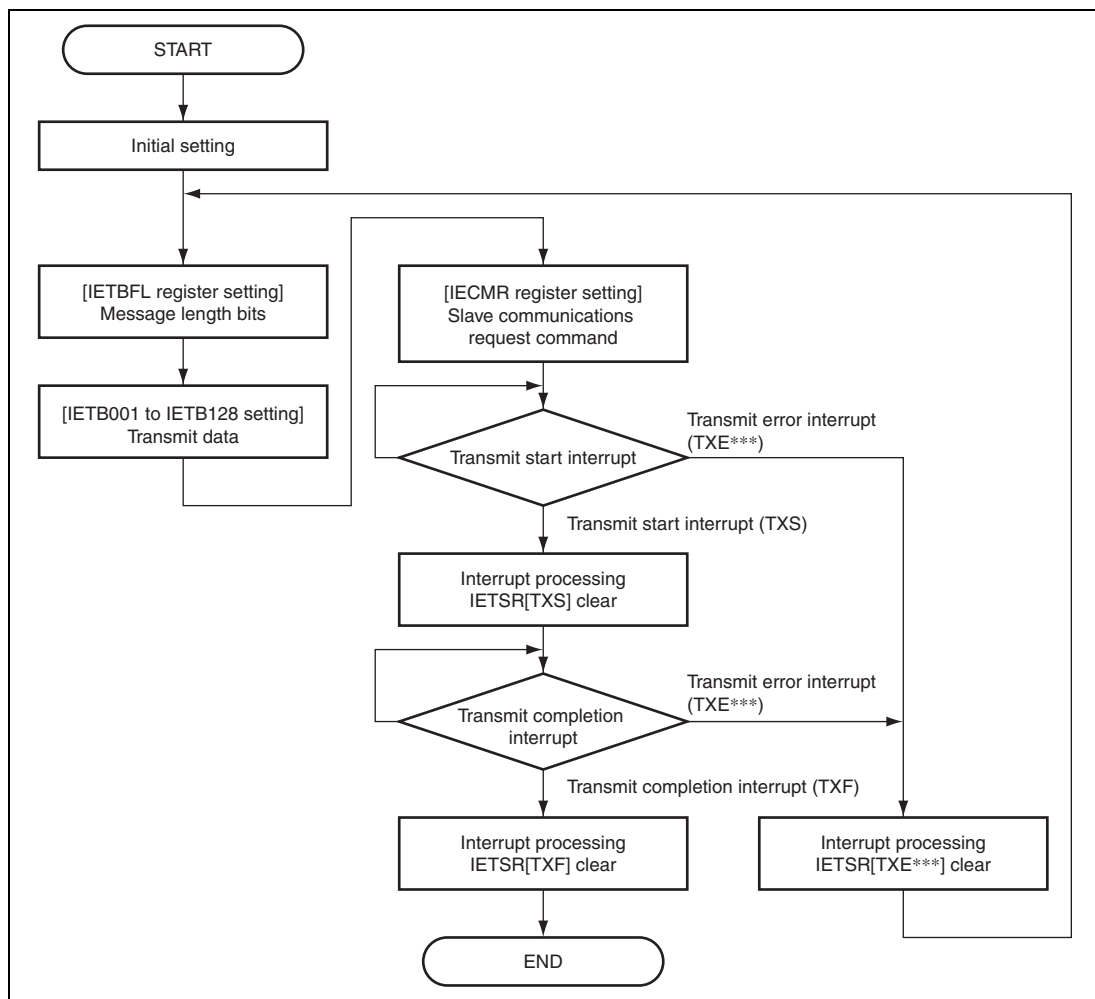 START
Initial setting
[IETBFL register setting]
Message length bits
[IETB001 to IETB128 setting]
Transmit data
[IECMR register setting]
Slave communications
request command
Transmit start interrupt
Transmit error interrupt
(TXE***)
Transmit start interrupt (TXS)
Interrupt processing
IETSR[TXS] clear
Transmit completion
interrupt
Transmit error interrupt
(TXE***)
Transmit completion interrupt (TXF)
Interrupt processing
IETSR[TXF] clear
Interrupt processing
IETSR[TXE***] clear
END